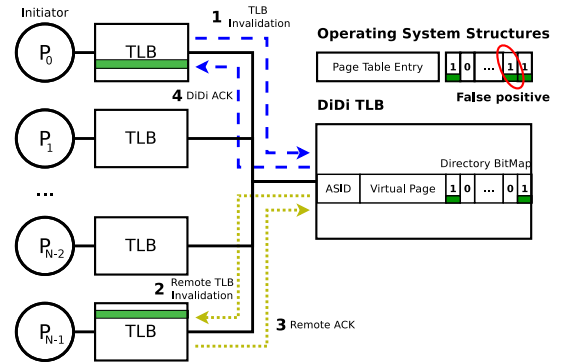 Initiator
1 TLB
Invalidation
P0
TLB
Operating System Structures
Page Table Entry
1 0 ... 1 1
False positive
4 DiDi ACK
DiDi TLB
P1
TLB
Directory BitMap
ASID Virtual Page 1 0 ... 0 1
...
PN-2
TLB
2 Remote TLB
Invalidation
3 Remote ACK
PN-1
TLB